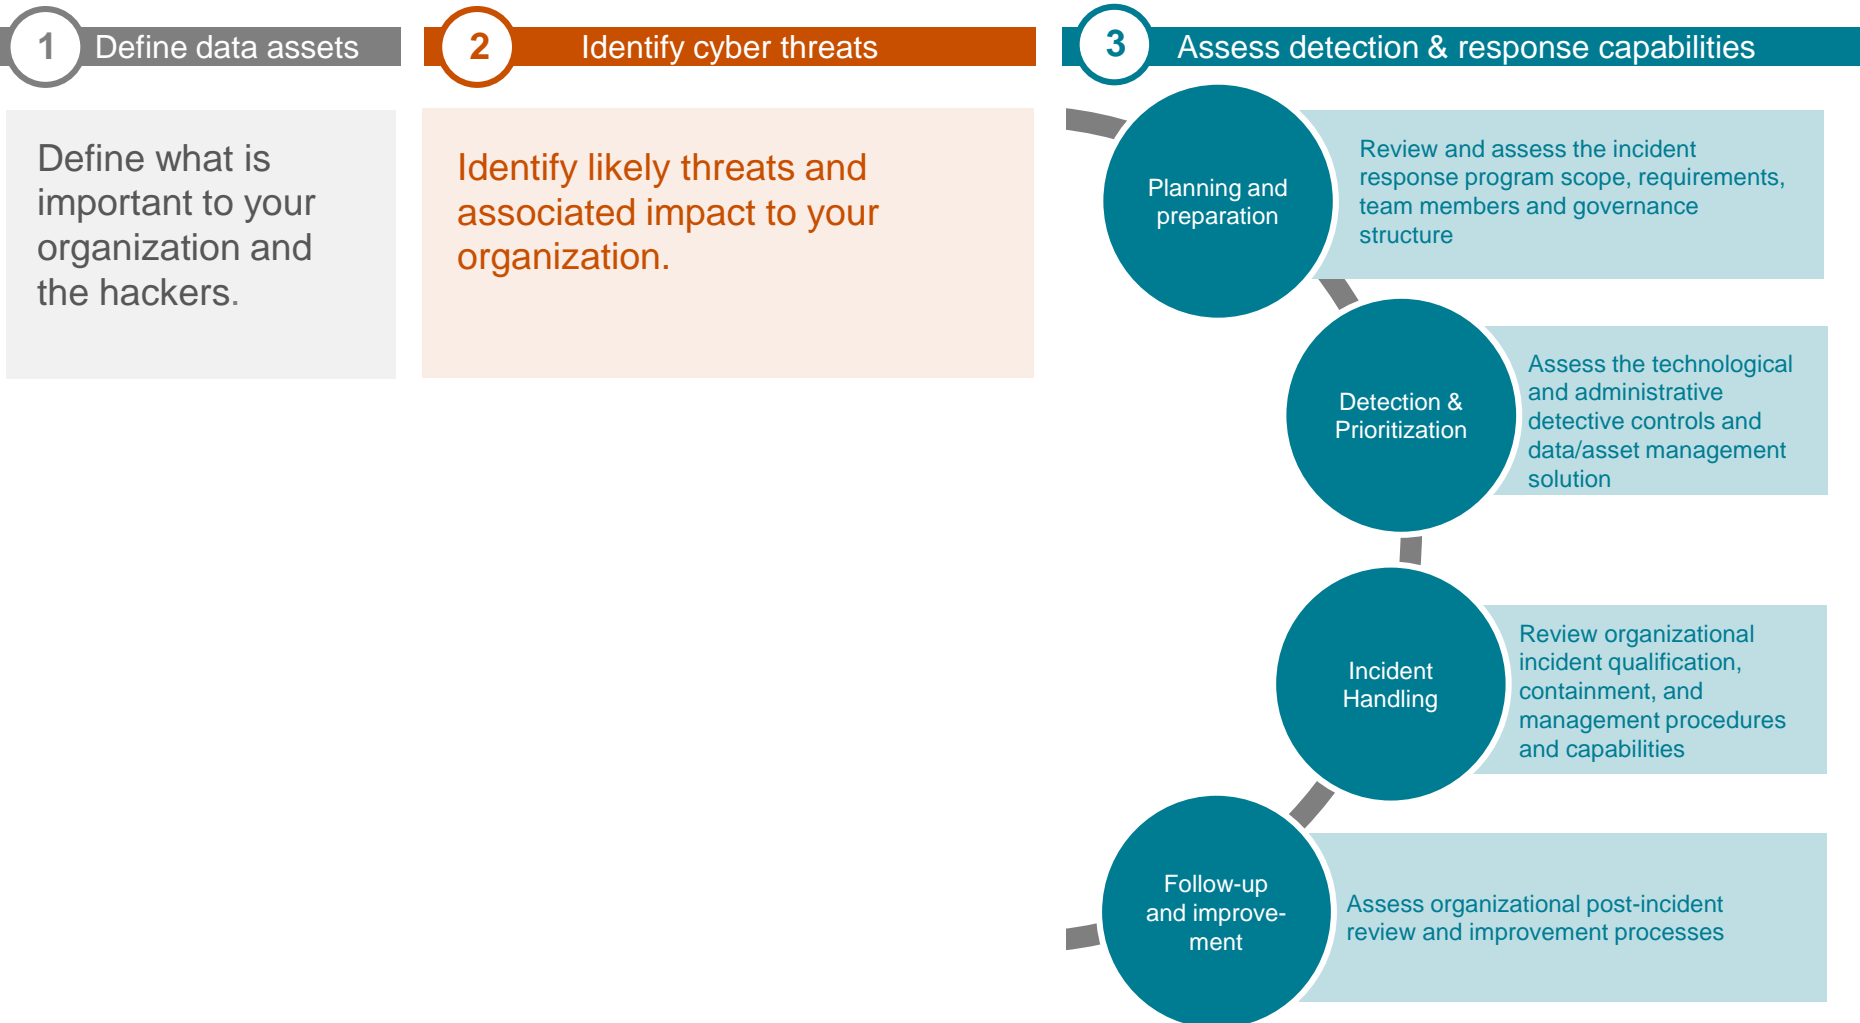 1
Define data assets
2
Identify cyber threats
3
Assess detection & response capabilities
Define what is
important to your
organization and
the hackers.
Identify likely threats and
associated impact to your
organization.
Planning and
preparation
Review and assess the incident
response program scope, requirements,
team members and governance
structure
Detection &
Prioritization
Assess the technological
and administrative
detective controls and
data/asset management
solution
Incident
Handling
Review organizational
incident qualification,
containment, and
management procedures
and capabilities
Follow-up
and improve-
ment
Assess organizational post-incident
review and improvement processes